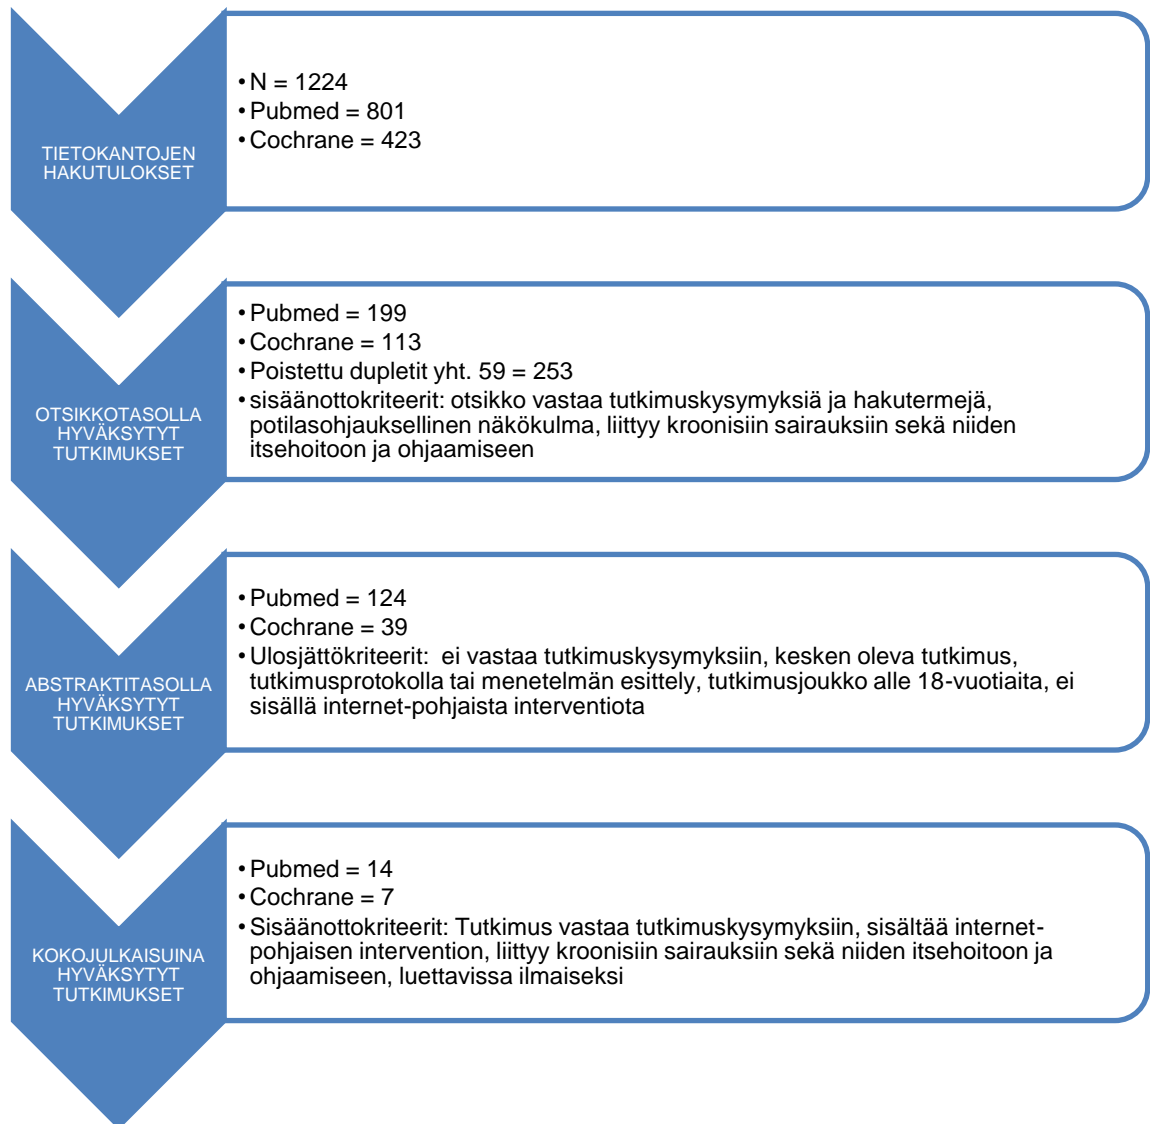 TIETOKANTOJEN
HAKUTULOKSET
•N = 1224
•Pubmed = 801
•Cochrane = 423
OTSIKKOTASOLLA
HYVÄKSYTYT
TUTKIMUKSET
•Pubmed = 199
•Cochrane = 113
•Poistettu dupletit yht. 59 = 253
•sisäänottokriteerit: otsikko vastaa tutkimuskysymyksiä ja hakutermejä,
potilasohjauksellinen näkökulma, liittyy kroonisiin sairauksiin sekä niiden
itsehoitoon ja ohjaamiseen
ABSTRAKTITASOLLA
HYVÄKSYTYT
TUTKIMUKSET
•Pubmed = 124
•Cochrane = 39
•Ulosjättökriteerit: ei vastaa tutkimuskysymyksiin, kesken oleva tutkimus,
tutkimusprotokolla tai menetelmän esittely, tutkimusjoukko alle 18-vuotiaita, ei
sisällä internet-pohjaista interventiota
KOKOJULKAISUINA
HYVÄKSYTYT
TUTKIMUKSET
•Pubmed = 14
•Cochrane = 7
•Sisäänottokriteerit: Tutkimus vastaa tutkimuskysymyksiin, sisältää internet-
pohjaisen intervention, liittyy kroonisiin sairauksiin sekä niiden itsehoitoon ja
ohjaamiseen, luettavissa ilmaiseksi